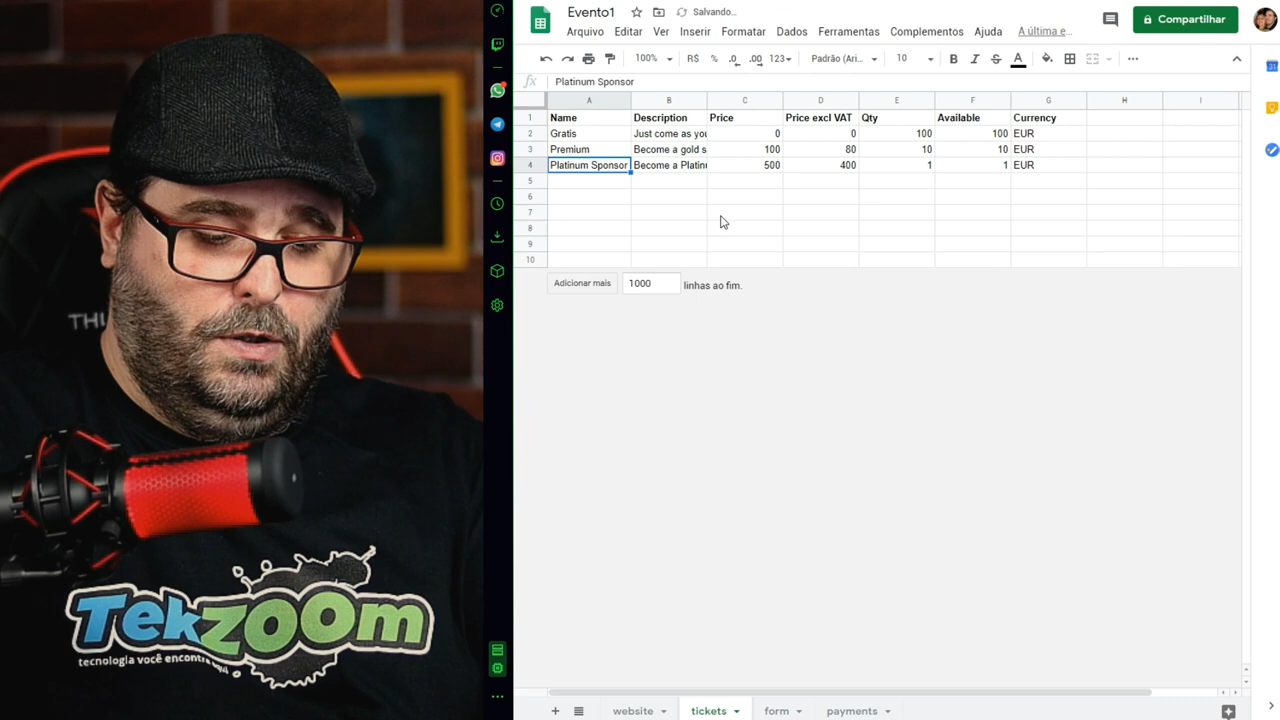 Evento1
Salvando...
Arquivo Editar Ver Inserir Formatar Dados Ferramentas Complementos Ajuda A última e...
Compartilhar
100% R$ % .0 .00 123 Padrão (Ari... 10 B I S A
fx Platinum Sponsor
A B C D E F G H I
1 Name Description Price Price excl VAT Qty Available Currency
2 Gratis Just come as you 0 0 100 100 EUR
3 Premium Become a gold s 100 80 10 10 EUR
4 Platinum Sponsor Become a Platin 500 400 1 1 EUR
5
6
7
8
9
10
Adicionar mais 1000 linhas ao fim.
website tickets form payments
TEKZOOM
tecnologia você encontra